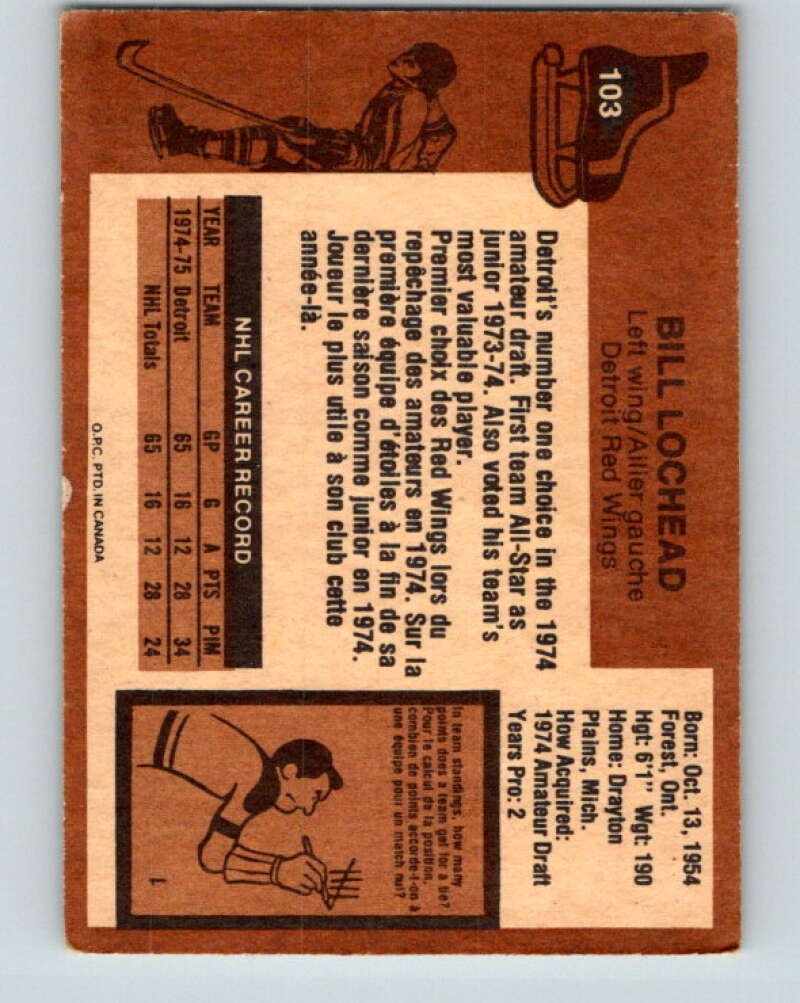 103
BILL LOCHEAD
Left wing/Ailier gauche
Detroit Red Wings
Born: Oct. 13, 1954
Forest, Ont.
Hgt: 6'1" Wgt: 190
Home: Drayton
Plains, Mich.
How Acquired:
1974 Amateur Draft
Years Pro: 2
Detroit's number one choice in the 1974
amateur draft. First team All-Star as
junior 1973-74. Also voted his team's
most valuable player.
Premier choix des Red Wings lors du
repêchage des amateurs en 1974. Sur la
première équipe d'étoiles à la fin de sa
dernière saison comme junior en 1974.
Joueur le plus utile à son club cette
année-là.
NHL CAREER RECORD
YEAR TEAM GP G A PTS PIM
1974-75 Detroit 65 16 12 28 34
NHL Totals 65 16 12 28 24
In team standings, how many
points does a team get for a tie?
Pour le calcul de la position,
combien de points accorde-t-on à
une équipe pour un match nul?
1
O.P.C. PTD. IN CANADA